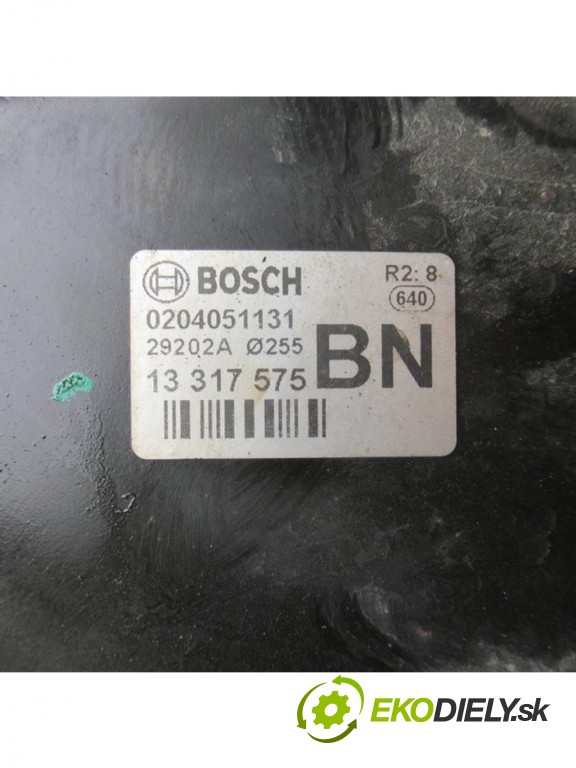 BOSCH R2: 8
0204051131 640
29202A Ø255 BN
13 317 575
EKODIELY.sk